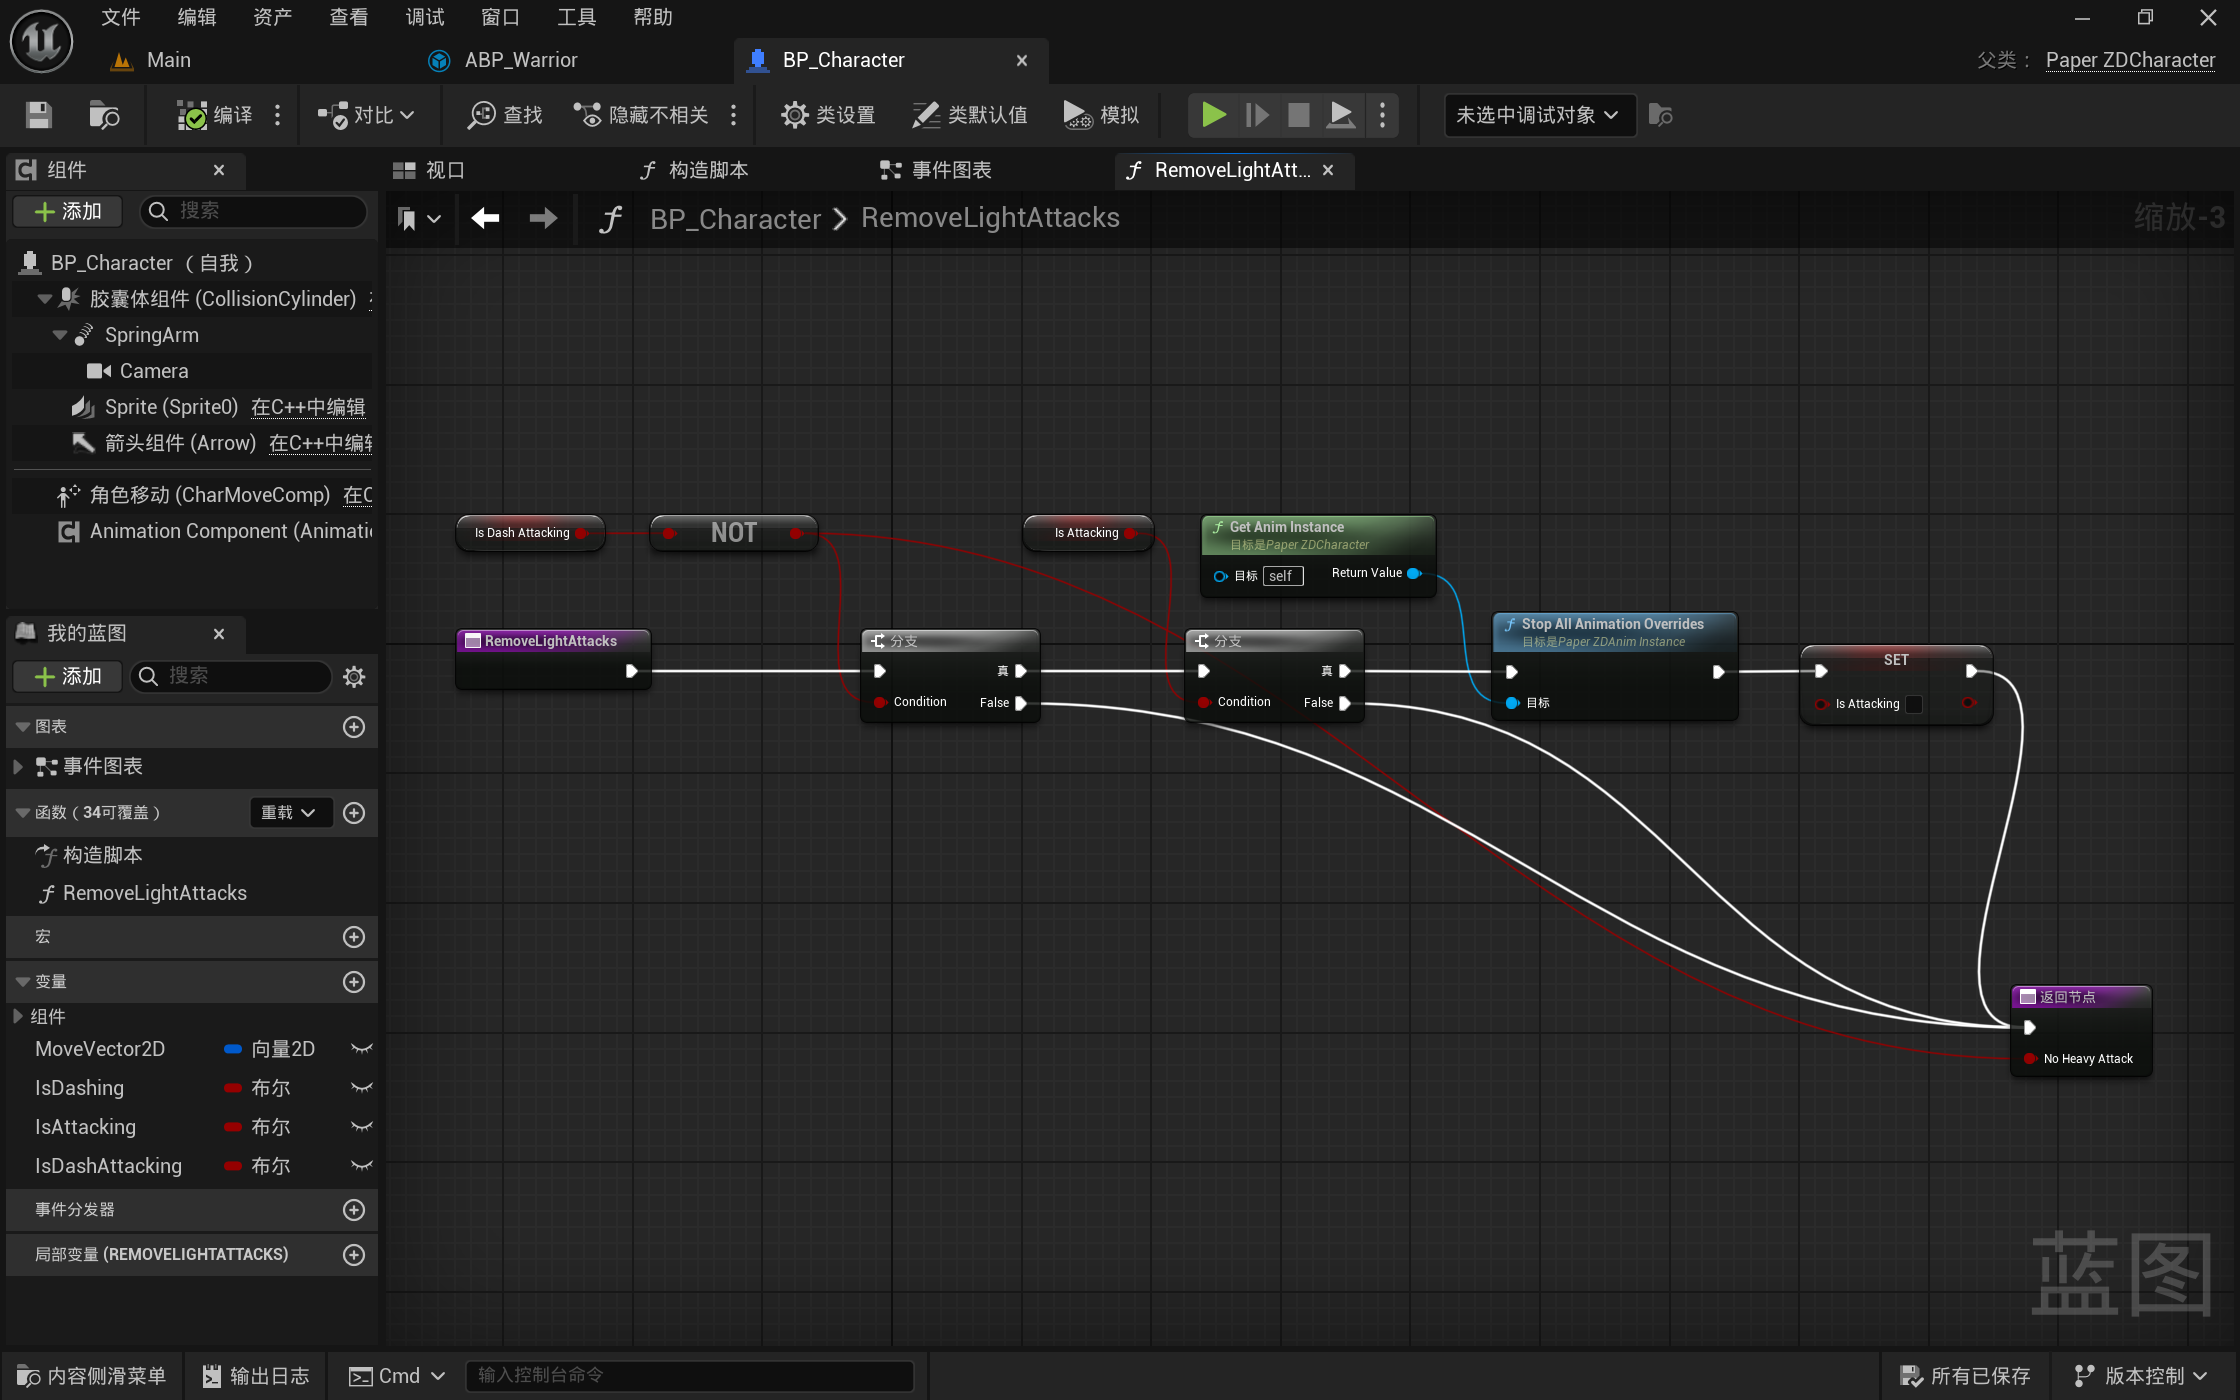 文件 编辑 资产 查看 调试 窗口 工具 帮助
Main ABP_Warrior BP_Character 父类： Paper ZDCharacter
编译 对比 查找 隐藏不相关 类设置 类默认值 模拟 未选中调试对象
组件
添加 搜索
BP_Character （自我）
胶囊体组件 (CollisionCylinder)
SpringArm
Camera
Sprite (Sprite0) 在C++中编辑
箭头组件 (Arrow) 在C++中编辑
角色移动 (CharMoveComp) 在C
Animation Component (Animati
我的蓝图
添加 搜索
图表
事件图表
函数（34可覆盖） 重载
构造脚本
RemoveLightAttacks
宏
变量
组件
MoveVector2D 向量2D
IsDashing 布尔
IsAttacking 布尔
IsDashAttacking 布尔
事件分发器
局部变量 (REMOVELIGHTATTACKS)
视口 构造脚本 事件图表 RemoveLightAtt...
BP_Character RemoveLightAttacks 缩放-3
Is Dash Attacking NOT Is Attacking
Get Anim Instance
目标是Paper ZDCharacter
目标 self Return Value
RemoveLightAttacks
分支
真
Condition False
分支
真
Condition False
Stop All Animation Overrides
目标是Paper ZDAnim Instance
目标
SET
Is Attacking
返回节点
No Heavy Attack
蓝图
内容侧滑菜单 输出日志 Cmd 输入控制台命令 所有已保存 版本控制